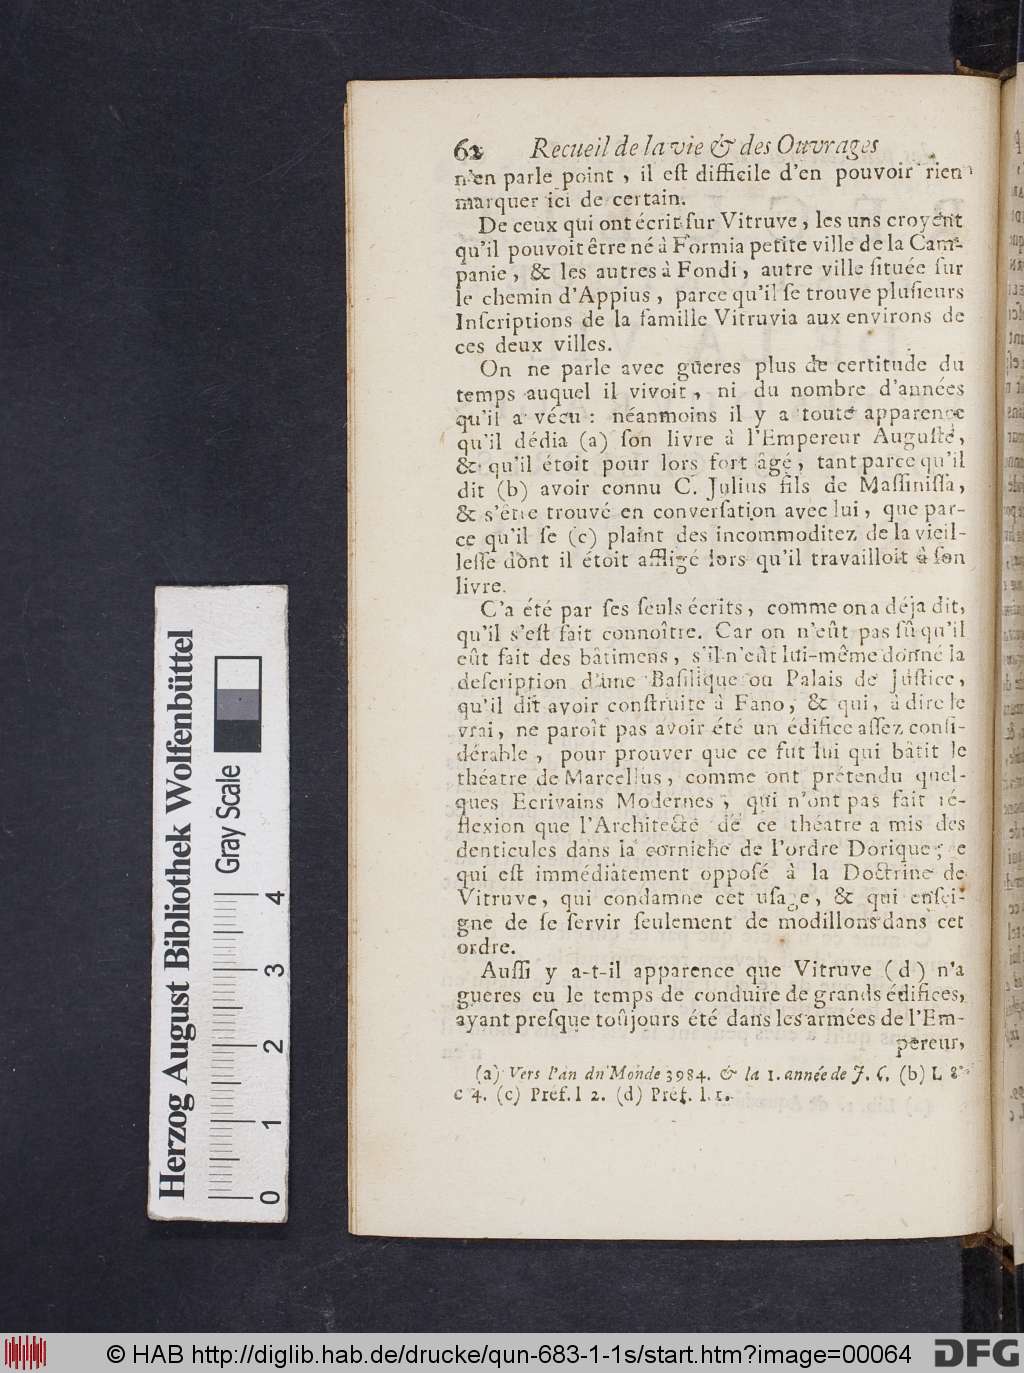 62 Recueil de la vie & des Ouvrages
n'en parle point, il eſt difficile d'en pouvoir rien
marquer ici de certain.
De ceux qui ont écrit ſur Vitruve, les uns croyent
qu'il pouvoit être né à Formia petite ville de la Cam-
panie, & les autres à Fondi, autre ville ſituée ſur
le chemin d'Appius, parce qu'il ſe trouve pluſieurs
Inſcriptions de la famille Vitruvia aux environs de
ces deux villes.
On ne parle avec gueres plus de certitude du
temps auquel il vivoit, ni du nombre d'années
qu'il a vécu: néanmoins il y a toute apparence
qu'il dédia (a) ſon livre à l'Empereur Auguſte,
& qu'il étoit pour lors fort âgé, tant parce qu'il
dit (b) avoir connu C. Julius fils de Maſſiniſſa,
& s'être trouvé en converſation avec lui, que par-
ce qu'il ſe (c) plaint des incommoditez de la vieil-
leſſe dont il étoit affligé lors qu'il travailloit à ſon
livre.
C'a été par ſes ſeuls écrits, comme on a déja dit,
qu'il s'eſt fait connoître. Car on n'eût pas ſû qu'il
eût fait des bâtimens, s'il n'eût lui-même donné la
deſcription d'une Baſilique ou Palais de juſtice,
qu'il dit avoir conſtruite à Fano, & qui, à dire le
vrai, ne paroît pas avoir été un édifice aſſez conſi-
dérable, pour prouver que ce fut lui qui bâtit le
théatre de Marcellus, comme ont prétendu quel-
ques Ecrivains Modernes, qui n'ont pas fait ré-
flexion que l'Architecte de ce théatre a mis des
denticules dans la corniche de l'ordre Dorique; e
qui eſt immédiatement oppoſé à la Doctrine de
Vitruve, qui condamne cet uſage, & qui enſei-
gne de ſe ſervir ſeulement de modillons dans cet
ordre.
Auſſi y a-t-il apparence que Vitruve (d) n'a
gueres eu le temps de conduire de grands édifices,
ayant preſque toûjours été dans les armées de l'Em-
pereur,
(a) Vers l'an du Monde 3984. & la 1. année de J. C. (b) L 8.
c 4. (c) Préf. l 2. (d) Préf. l. 1.
Herzog August Bibliothek Wolfenbüttel
Gray Scale
0 1 2 3 4
© HAB http://diglib.hab.de/drucke/qun-683-1-1s/start.htm?image=00064
DFG